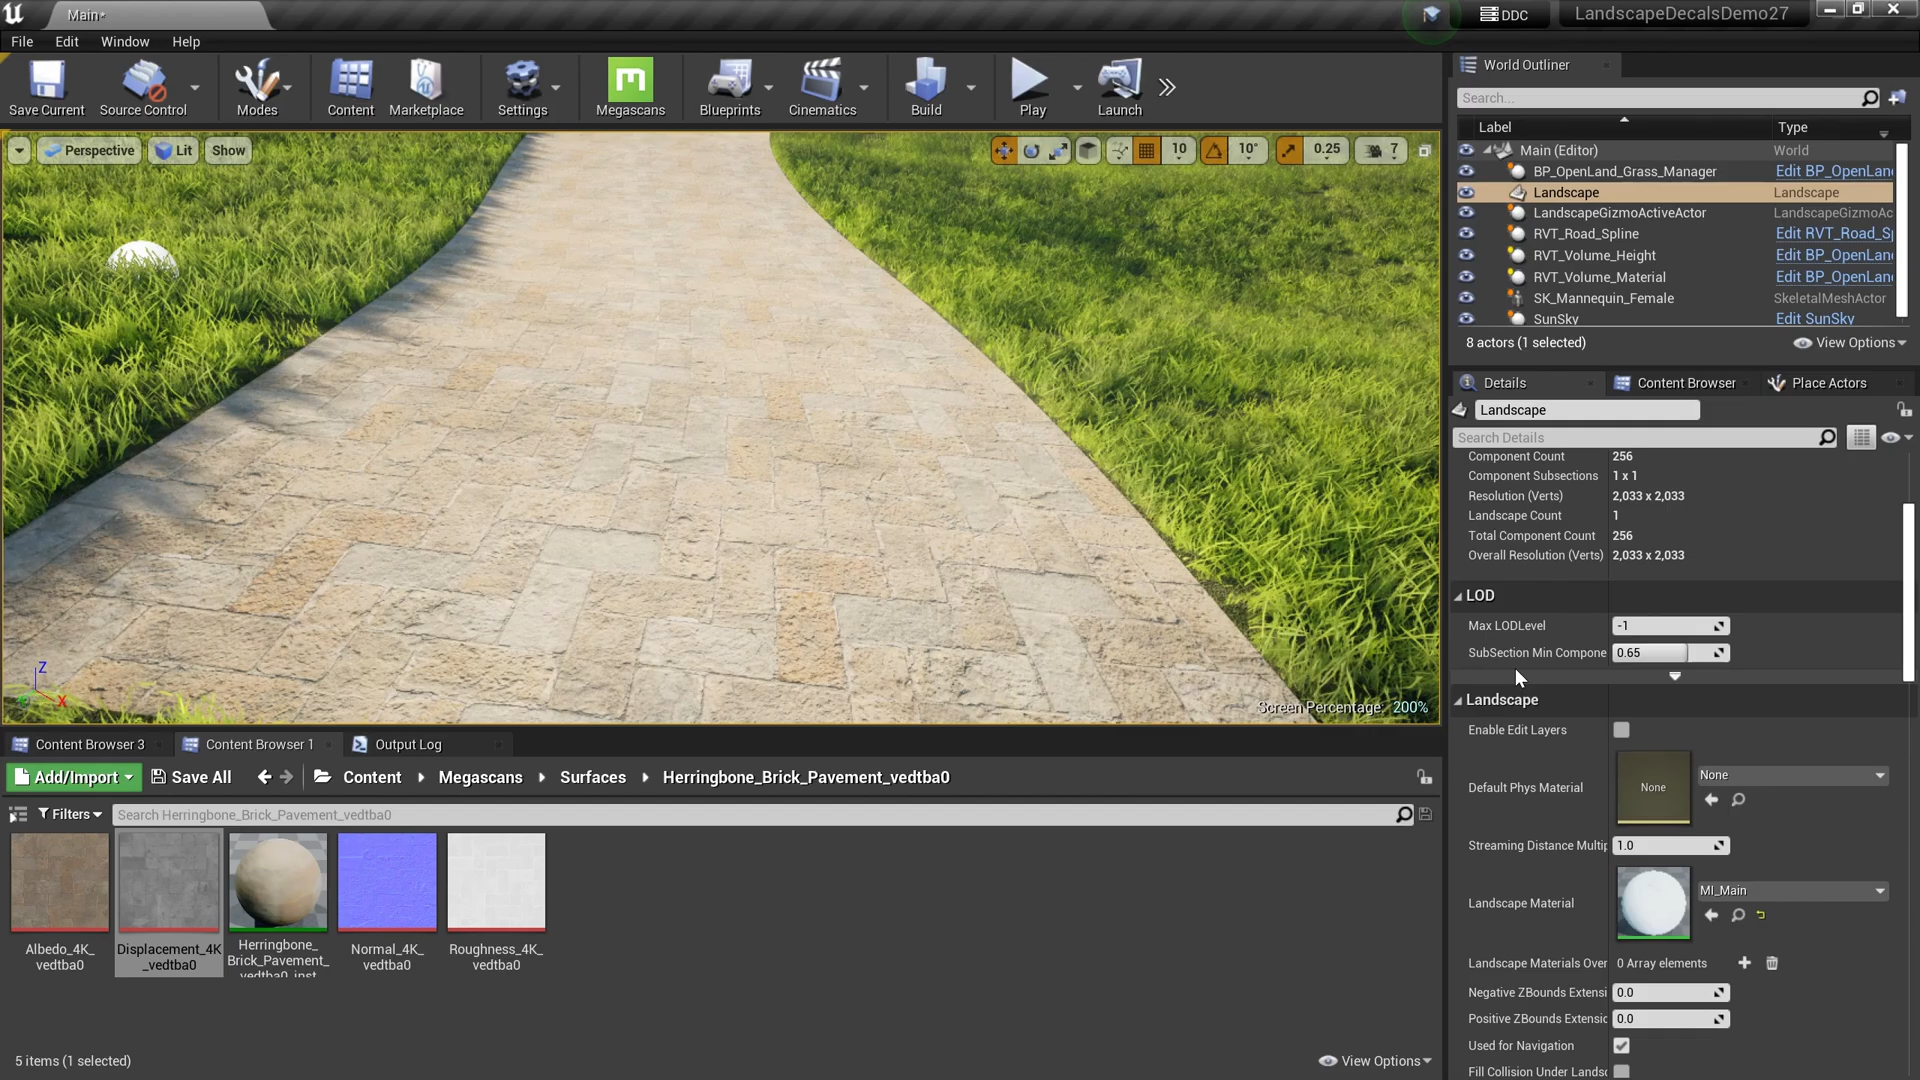 Main*
DDC
LandscapeDecalsDemo27
File Edit Window Help
Save Current
Source Control
Modes
Content
Marketplace
Settings
Megascans
Blueprints
Cinematics
Build
Play
Launch
Perspective
Lit
Show
10
10°
0.25
7
Screen Percentage: 200%
Z
X
World Outliner
Search...
Label Type
Main (Editor) World
BP_OpenLand_Grass_Manager Edit BP_OpenLan
Landscape Landscape
LandscapeGizmoActiveActor LandscapeGizmoAc
RVT_Road_Spline Edit RVT_Road_S
RVT_Volume_Height Edit BP_OpenLan
RVT_Volume_Material Edit BP_OpenLan
SK_Mannequin_Female SkeletalMeshActor
SunSky Edit SunSky
8 actors (1 selected) View Options
Details Content Browser Place Actors
Landscape
Search Details
Component Count 256
Component Subsections 1 x 1
Resolution (Verts) 2,033 x 2,033
Landscape Count 1
Total Component Count 256
Overall Resolution (Verts) 2,033 x 2,033
LOD
Max LODLevel -1
SubSection Min Compone 0.65
Landscape
Enable Edit Layers
Default Phys Material None None
Streaming Distance Multip 1.0
Landscape Material MI_Main
Landscape Materials Over 0 Array elements
Negative ZBounds Extensi 0.0
Positive ZBounds Extensio 0.0
Used for Navigation
Fill Collision Under Landsc
Content Browser 3 Content Browser 1 Output Log
Add/Import Save All Content Megascans Surfaces Herringbone_Brick_Pavement_vedtba0
Filters Search Herringbone_Brick_Pavement_vedtba0
Albedo_4K_
vedtba0
Displacement_4K
_vedtba0
Herringbone_
Brick_Pavement_
vedtba0_inst
Normal_4K_
vedtba0
Roughness_4K_
vedtba0
5 items (1 selected) View Options